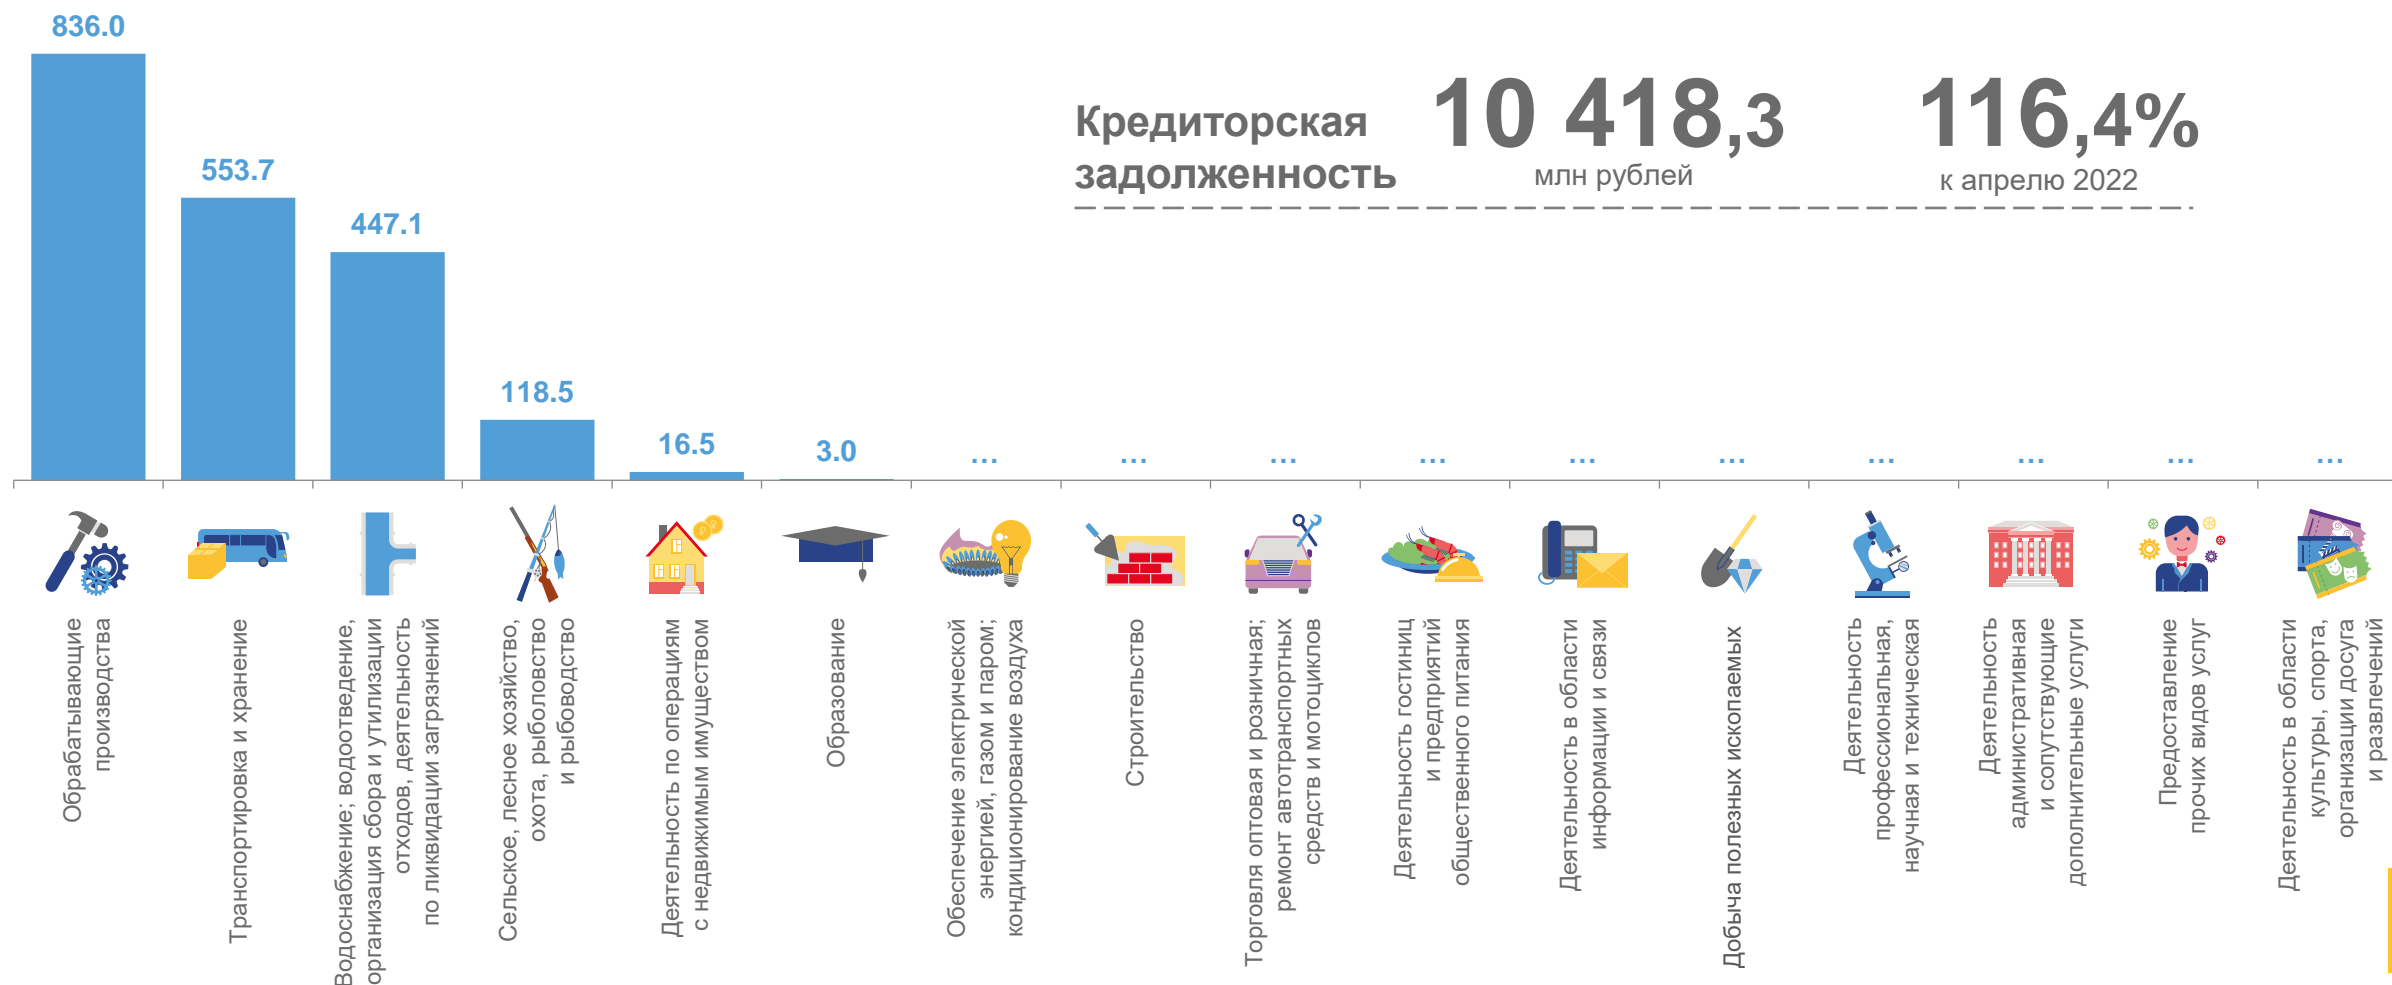 836.0
553.7
447.1
118.5
16.5
3.0
...
...
...
...
...
...
...
...
...
...
Кредиторская
задолженность
10 418,3
млн рублей
116,4%
к апрелю 2022
Обрабатывающие
производства
Транспортировка и хранение
Водоснабжение; водоотведение,
организация сбора и утилизации
отходов, деятельность
по ликвидации загрязнений
Сельское, лесное хозяйство,
охота, рыболовство
и рыбоводство
Деятельность по операциям
с недвижимым имуществом
Образование
Обеспечение электрической
энергией, газом и паром;
кондиционирование воздуха
Строительство
Торговля оптовая и розничная;
ремонт автотранспортных
средств и мотоциклов
Деятельность гостиниц
и предприятий
общественного питания
Деятельность в области
информации и связи
Добыча полезных ископаемых
Деятельность
профессиональная,
научная и техническая
Деятельность
административная
и сопутствующие
дополнительные услуги
Предоставление
прочих видов услуг
Деятельность в области
культуры, спорта,
организации досуга
и развлечений